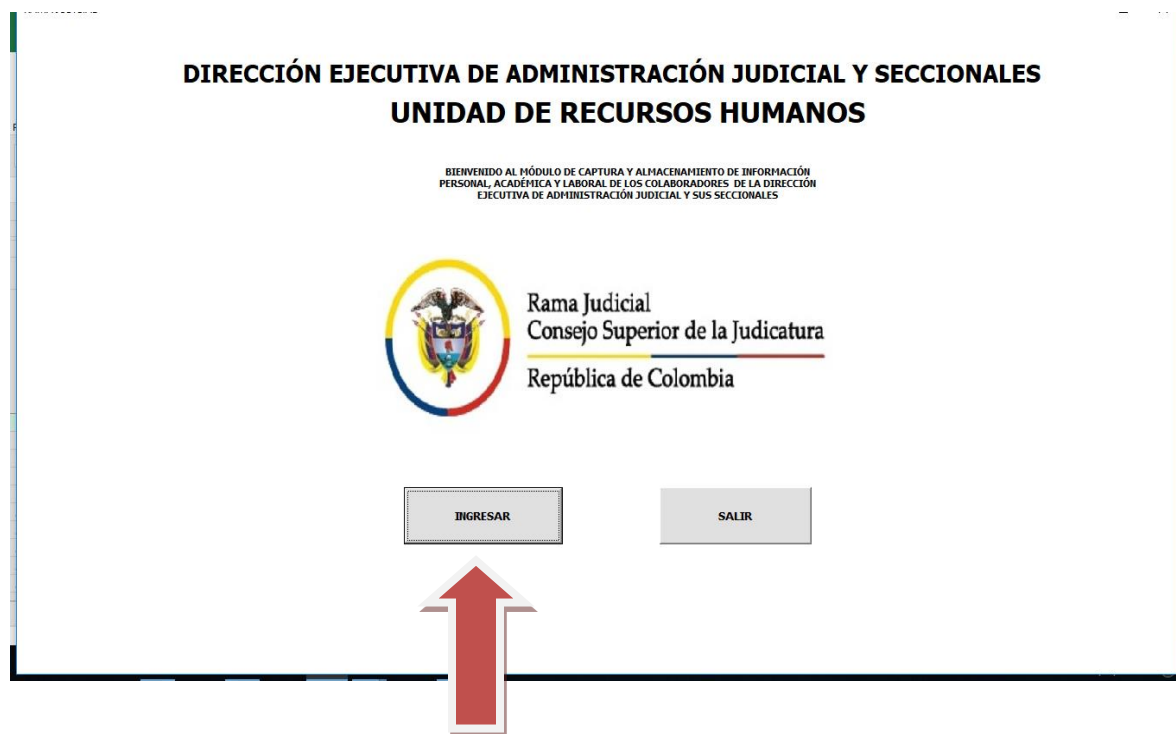 DIRECCIÓN EJECUTIVA DE ADMINISTRACIÓN JUDICIAL Y SECCIONALES
UNIDAD DE RECURSOS HUMANOS
BIENVENIDO AL MÓDULO DE CAPTURA Y ALMACENAMIENTO DE INFORMACIÓN
PERSONAL, ACADÉMICA Y LABORAL DE LOS COLABORADORES DE LA DIRECCIÓN
EJECUTIVA DE ADMINISTRACIÓN JUDICIAL Y SUS SECCIONALES
Rama Judicial
Consejo Superior de la Judicatura
República de Colombia
INGRESAR SALIR